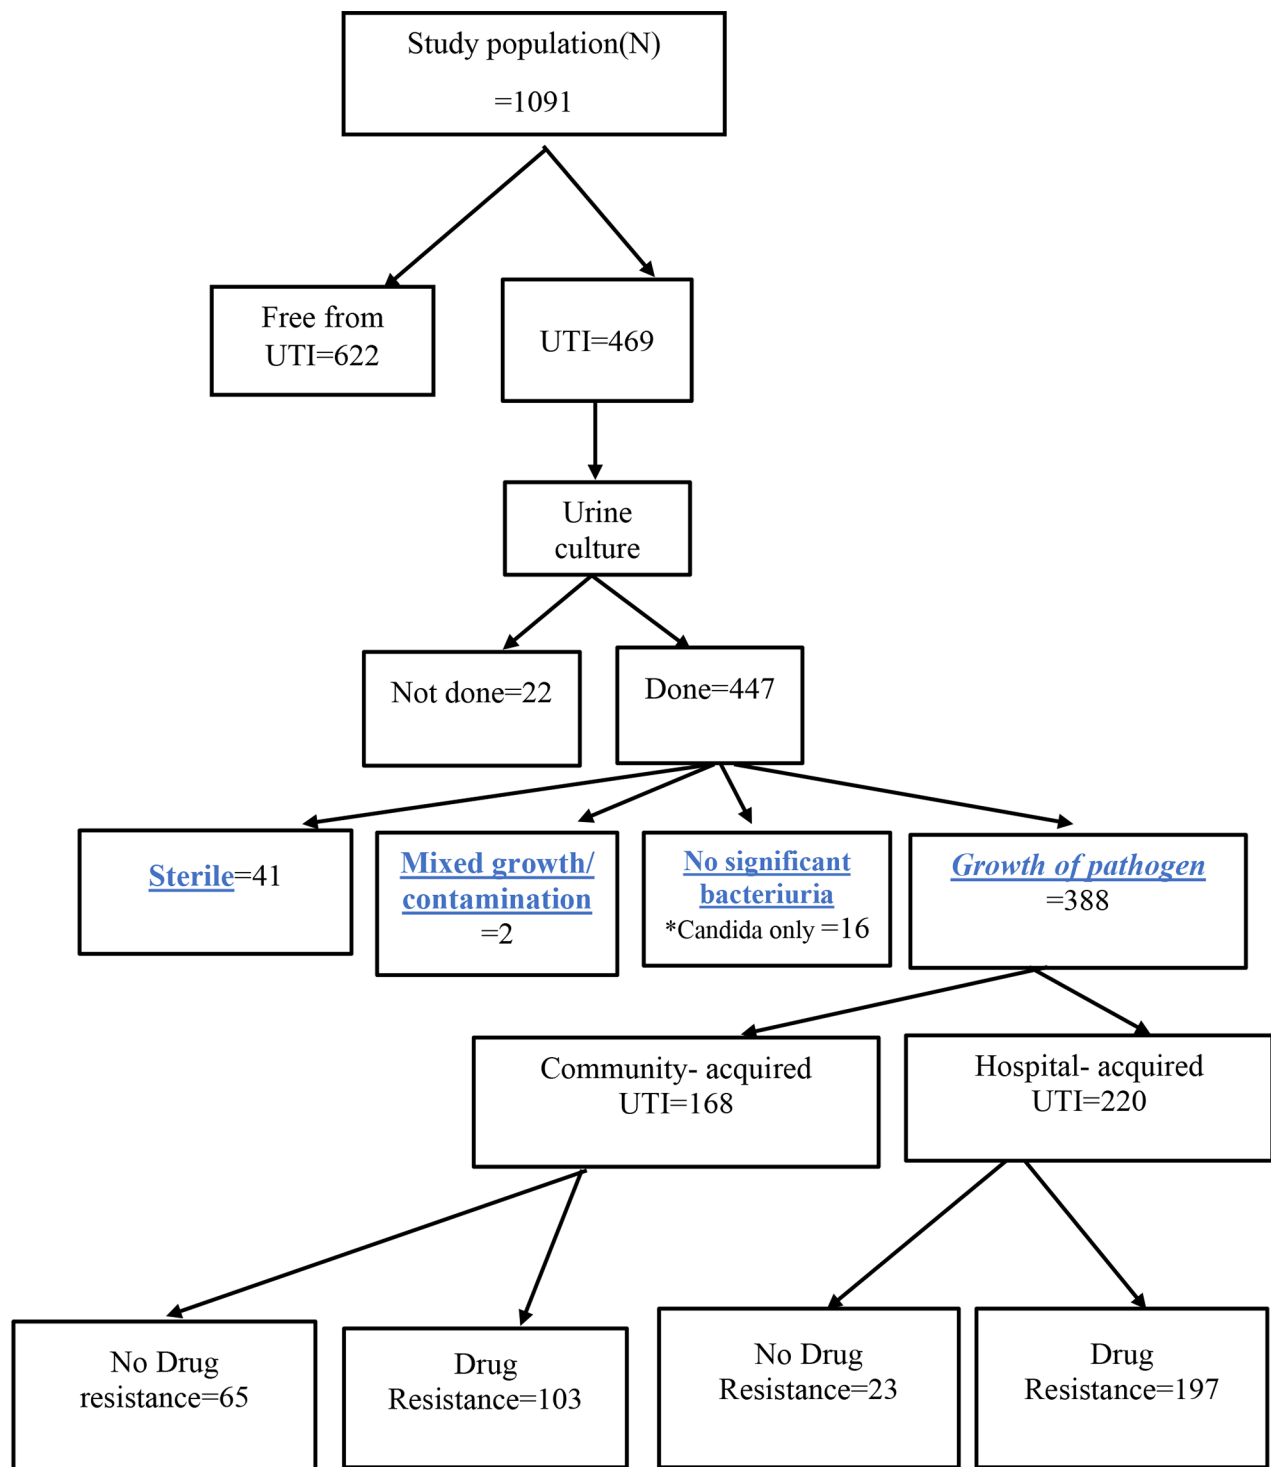 Study population(N)
=1091
Free from
UTI=622
UTI=469
Urine
culture
Not done=22
Done=447
Sterile=41
Mixed growth/
contamination
=2
No significant
bacteriuria
*Candida only =16
Growth of pathogen
=388
Community- acquired
UTI=168
Hospital- acquired
UTI=220
No Drug
resistance=65
Drug
Resistance=103
No Drug
Resistance=23
Drug
Resistance=197